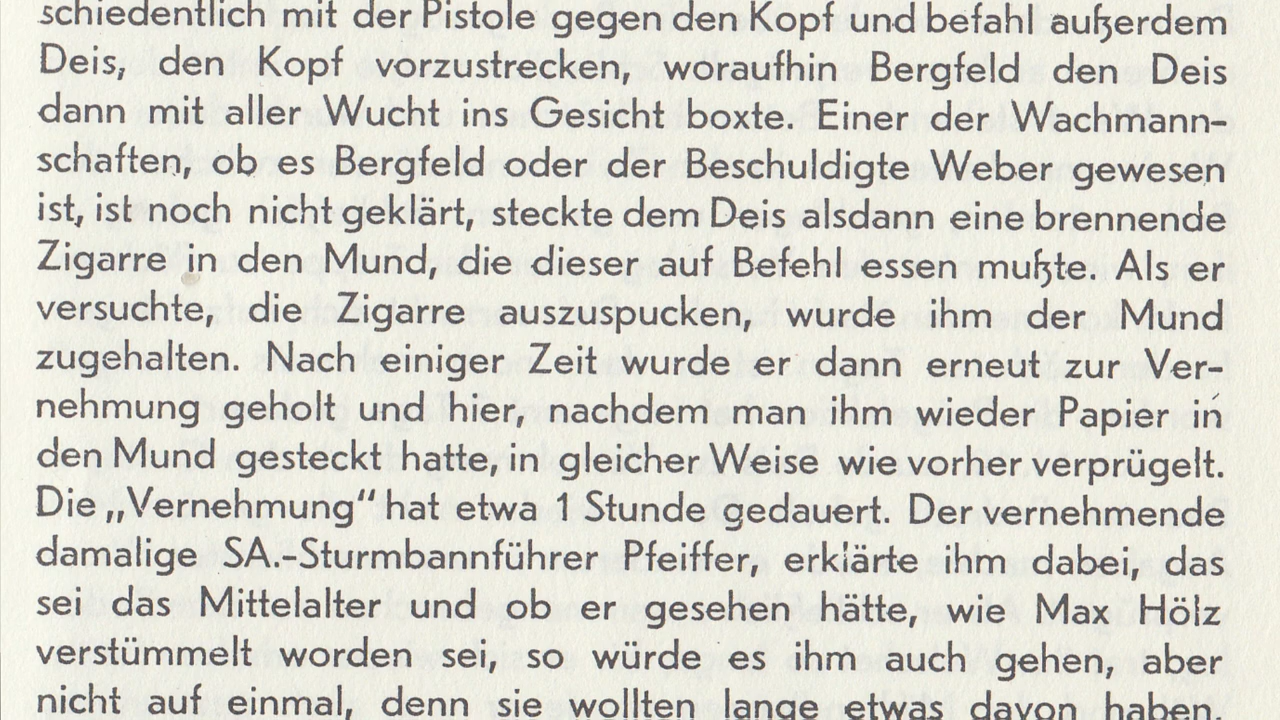 schiedentlich mit der Pistole gegen den Kopf und befahl außerdem
Deis, den Kopf vorzustrecken, woraufhin Bergfeld den Deis
dann mit aller Wucht ins Gesicht boxte. Einer der Wachmann-
schaften, ob es Bergfeld oder der Beschuldigte Weber gewesen
ist, ist noch nicht geklärt, steckte dem Deis alsdann eine brennende
Zigarre in den Mund, die dieser auf Befehl essen mußte. Als er
versuchte, die Zigarre auszuspucken, wurde ihm der Mund
zugehalten. Nach einiger Zeit wurde er dann erneut zur Ver-
nehmung geholt und hier, nachdem man ihm wieder Papier in
den Mund gesteckt hatte, in gleicher Weise wie vorher verprügelt.
Die „Vernehmung“ hat etwa 1 Stunde gedauert. Der vernehmende
damalige SA.-Sturmbannführer Pfeiffer, erklärte ihm dabei, das
sei das Mittelalter und ob er gesehen hätte, wie Max Hölz
verstümmelt worden sei, so würde es ihm auch gehen, aber
nicht auf einmal, denn sie wollten lange etwas davon haben.